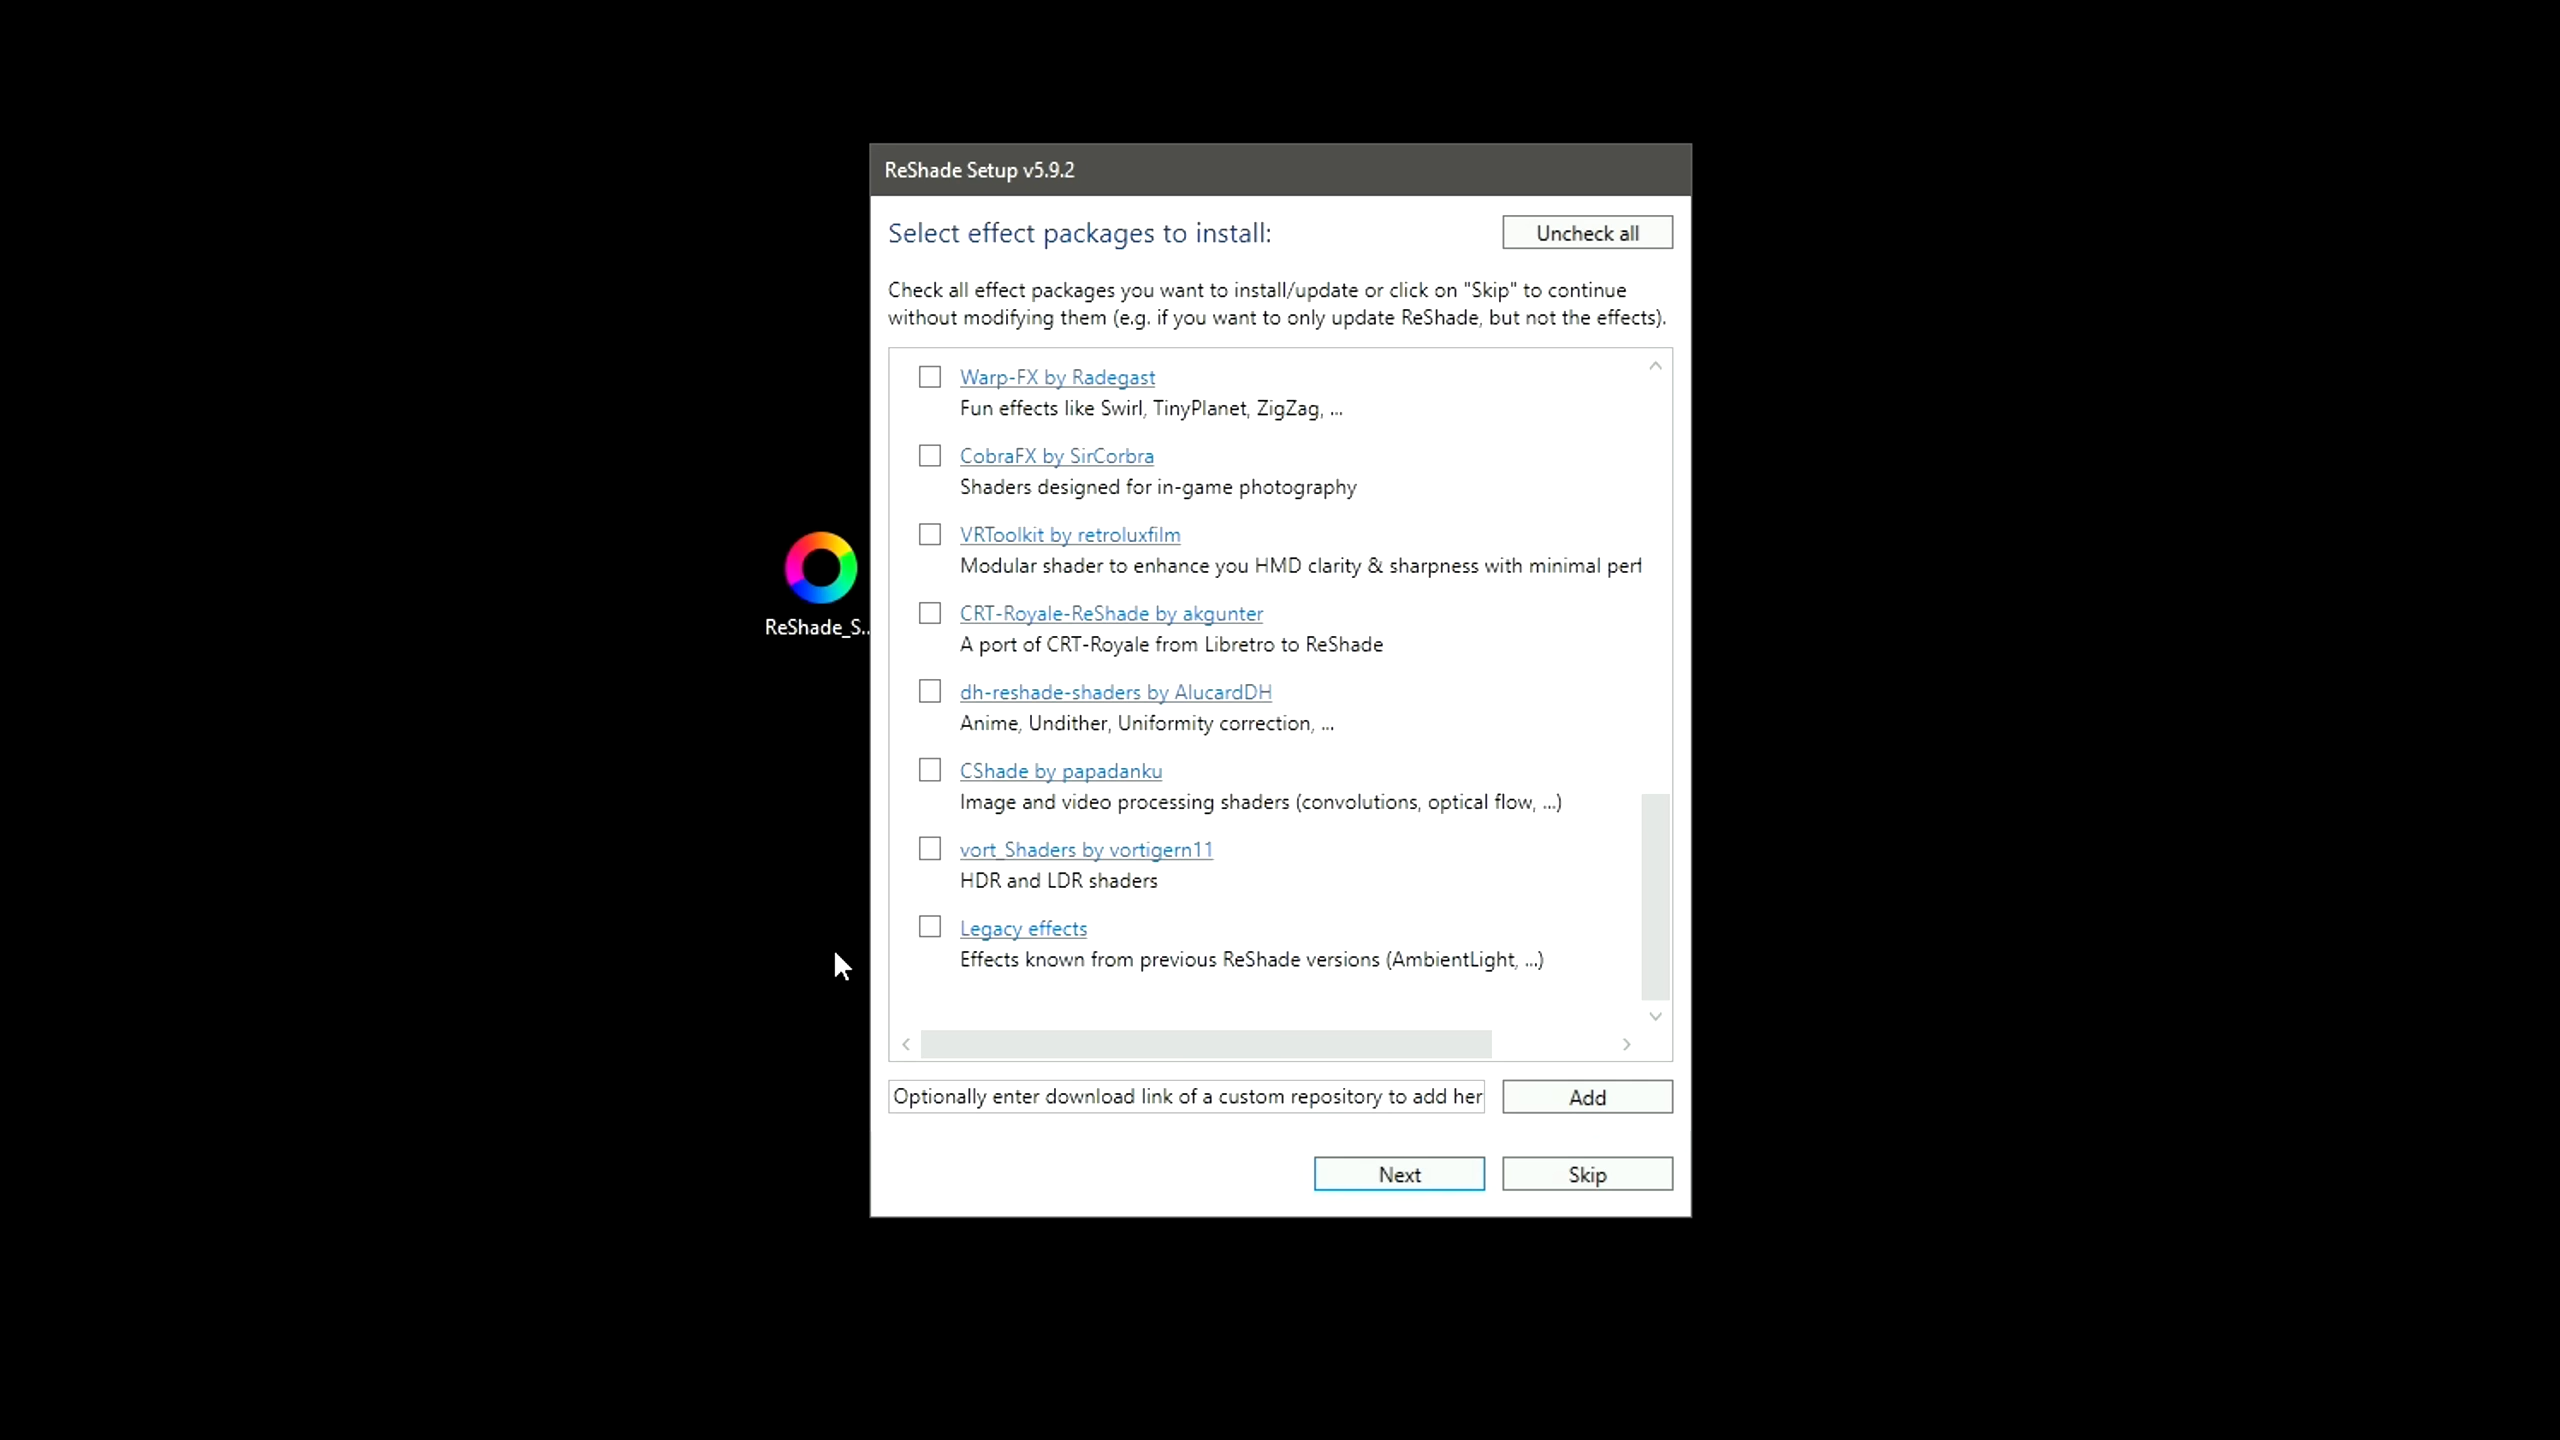 ReShade Setup v5.9.2
Select effect packages to install:
Uncheck all
Check all effect packages you want to install/update or click on "Skip" to continue
without modifying them (e.g. if you want to only update ReShade, but not the effects).
Warp-FX by Radegast
Fun effects like Swirl, TinyPlanet, ZigZag, ...
CobraFX by SirCorbra
Shaders designed for in-game photography
VRToolkit by retroluxfilm
Modular shader to enhance you HMD clarity & sharpness with minimal perf
CRT-Royale-ReShade by akgunter
A port of CRT-Royale from Libretro to ReShade
ReShade_S...
dh-reshade-shaders by AlucardDH
Anime, Undither, Uniformity correction, ...
CShade by papadanku
Image and video processing shaders (convolutions, optical flow, ...)
vort_Shaders by vortigern11
HDR and LDR shaders
Legacy effects
Effects known from previous ReShade versions (AmbientLight, ...)
Optionally enter download link of a custom repository to add her
Add
Next
Skip